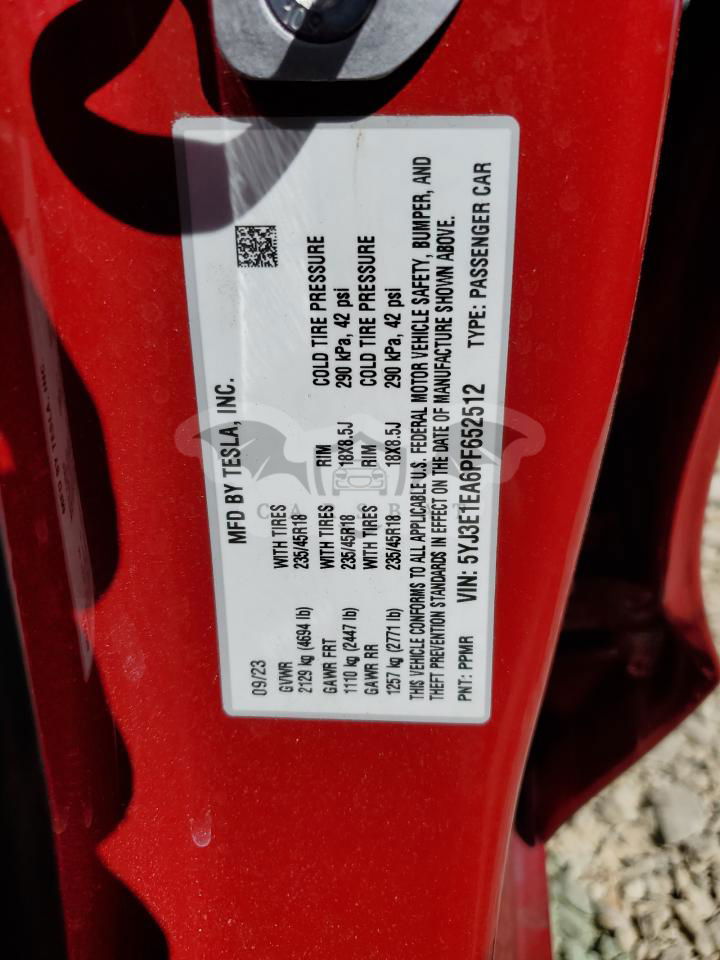 MFD BY TESLA, INC.
09/23
GVWR WITH TIRES
2129 kg (4694 lb) 235/45R18
GAWR FRT WITH TIRES RIM COLD TIRE PRESSURE
1110 kg (2447 lb) 235/45R18 18X8.5J 290 kPa, 42 psi
GAWR RR WITH TIRES RIM COLD TIRE PRESSURE
1257 kg (2771 lb) 235/45R18 18X8.5J 290 kPa, 42 psi
THIS VEHICLE CONFORMS TO ALL APPLICABLE U.S. FEDERAL MOTOR VEHICLE SAFETY, BUMPER, AND
THEFT PREVENTION STANDARDS IN EFFECT ON THE DATE OF MANUFACTURE SHOWN ABOVE.
PNT: PPMR VIN: 5YJ3E1EA6PF652512 TYPE: PASSENGER CAR